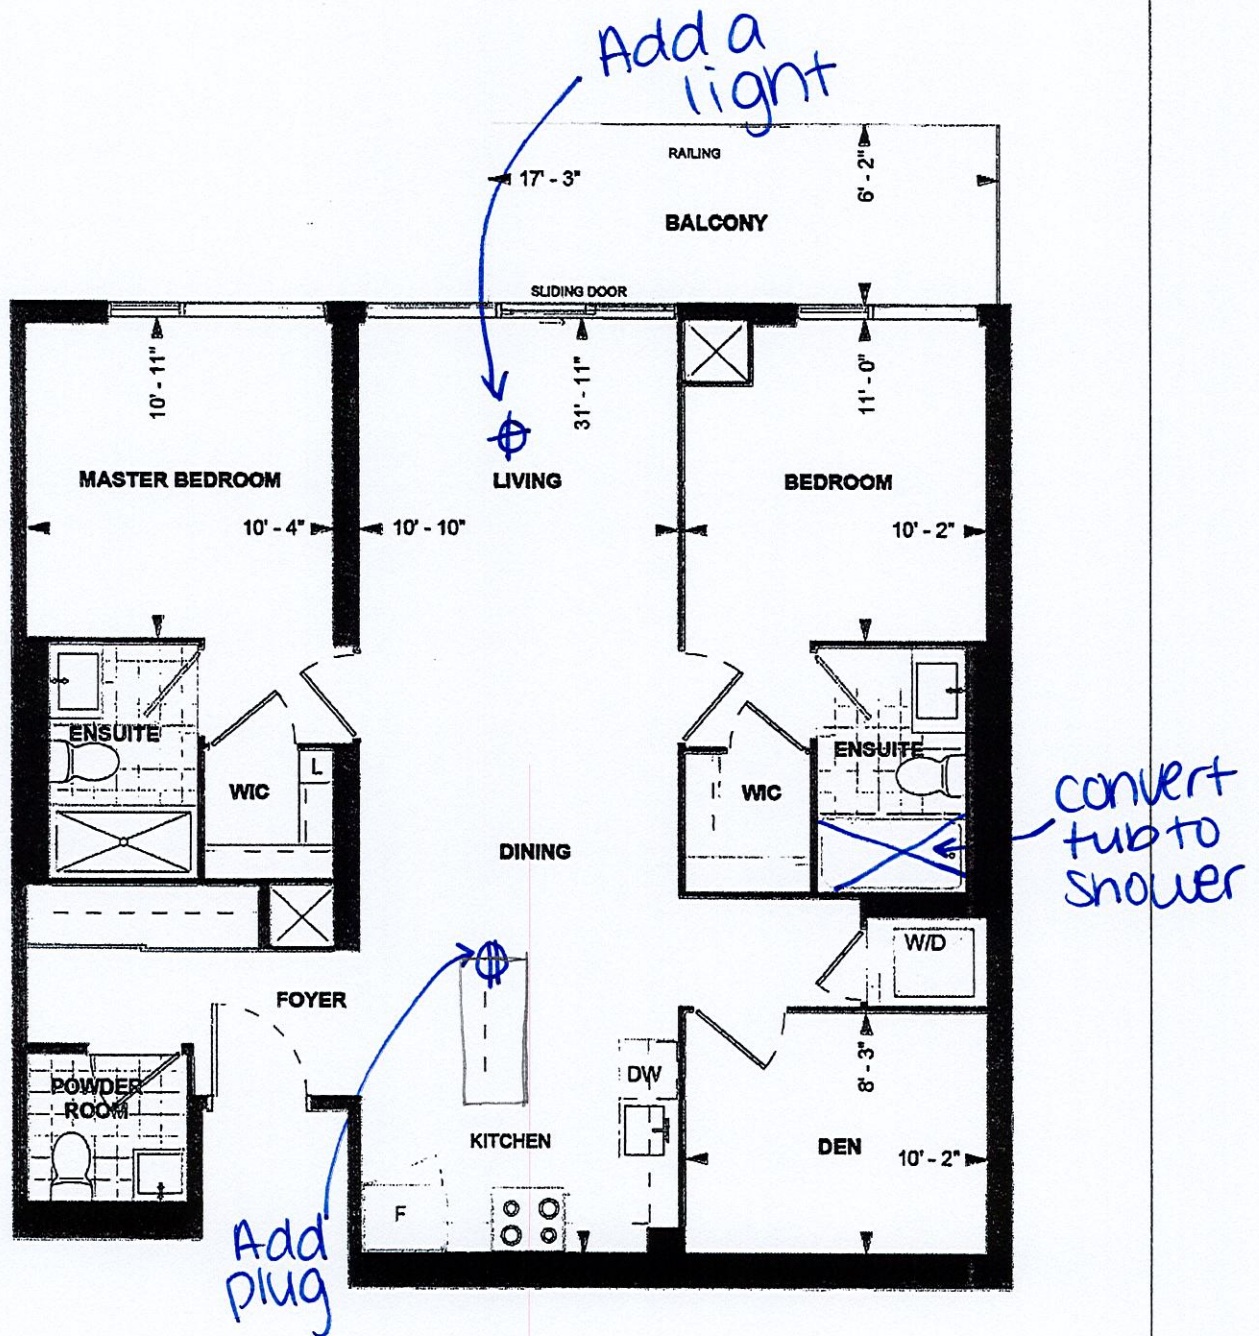 Add a
light
RAILING
17' - 3"
6' - 2"
BALCONY
SLIDING DOOR
10' - 11"
31' - 11"
11' - 0"
MASTER BEDROOM
LIVING
BEDROOM
10' - 4"
10' - 10"
10' - 2"
ENSUITE
ENSUITE
WIC
L
WIC
convert
tub to
shower
DINING
W/D
FOYER
8' - 3"
POWDER
ROOM
DW
KITCHEN
DEN
10' - 2"
F
Add
plug